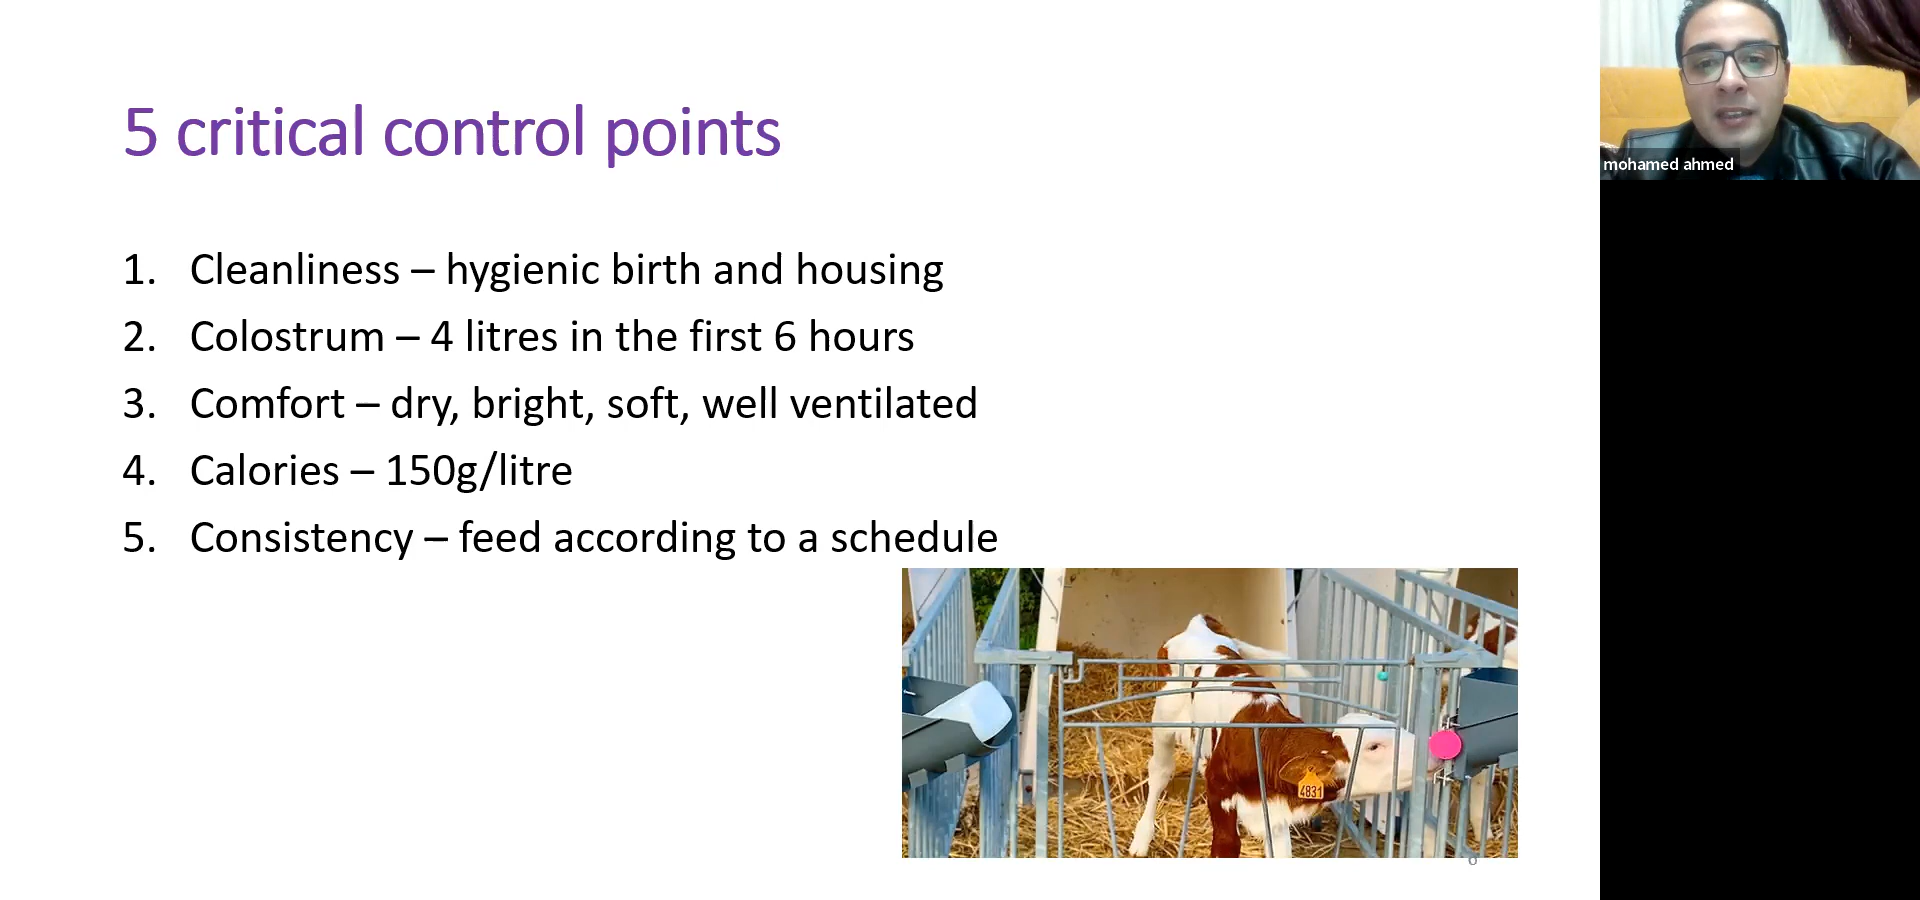 5 critical control points
1. Cleanliness – hygienic birth and housing
2. Colostrum – 4 litres in the first 6 hours
3. Comfort – dry, bright, soft, well ventilated
4. Calories – 150g/litre
5. Consistency – feed according to a schedule
4831
mohamed ahmed